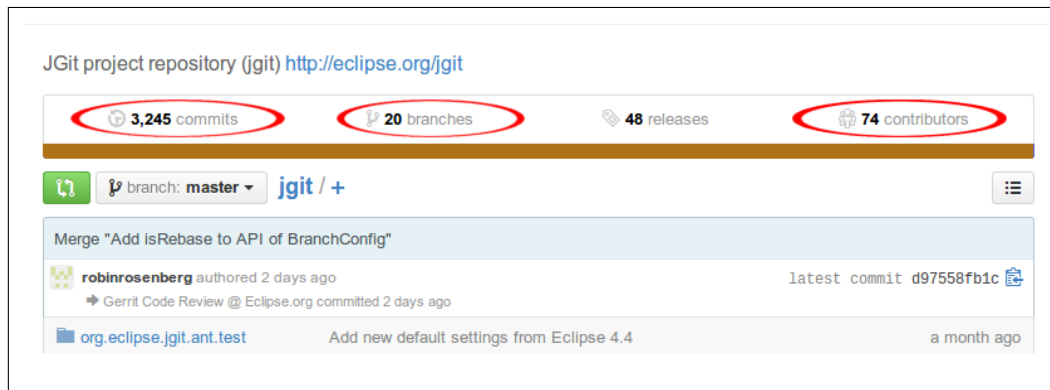 JGit project repository (jgit) http://eclipse.org/jgit
3,245 commits 20 branches 48 releases 74 contributors
branch: master jgit / +
Merge "Add isRebase to API of BranchConfig"
robinrosenberg authored 2 days ago latest commit d97558fb1c
Gerrit Code Review @ Eclipse.org committed 2 days ago
org.eclipse.jgit.ant.test Add new default settings from Eclipse 4.4 a month ago